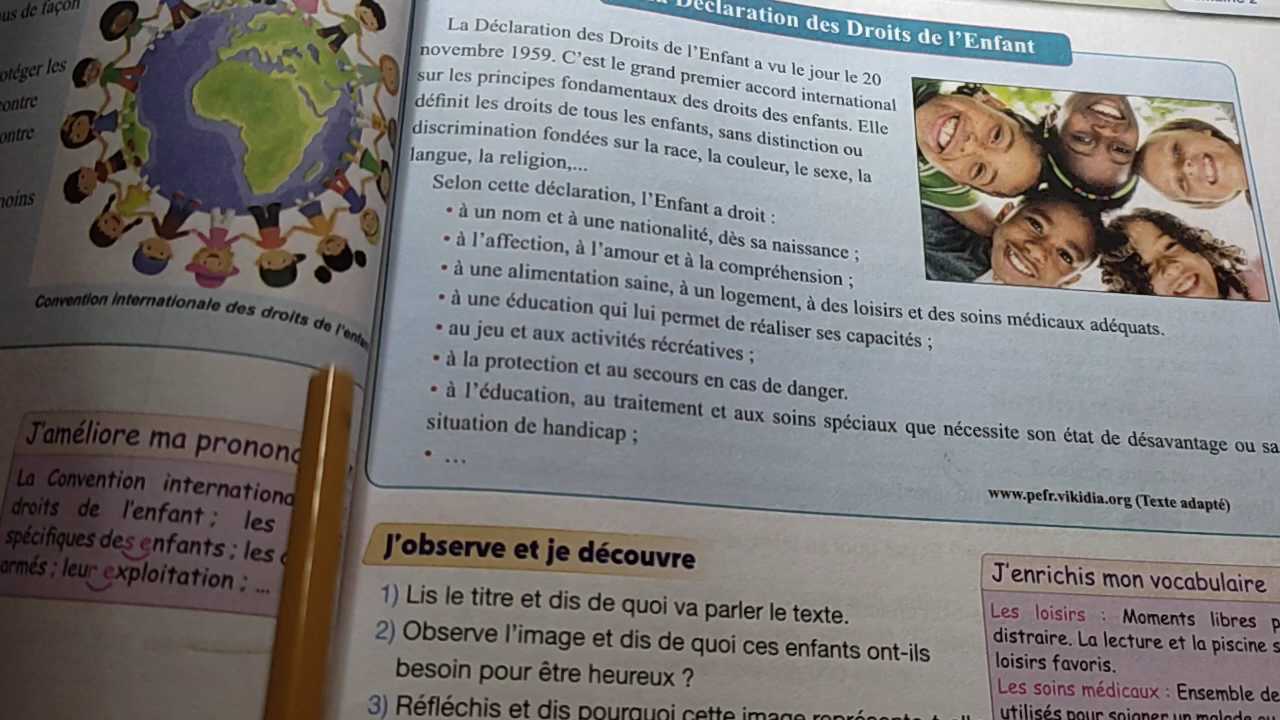 us de façon
otéger les
contre
ontre
noins
Convention internationale des droits de l'enfan
J'améliore ma prononc
La Convention internationa
droits de l'enfant ; les
spécifiques des enfants ; les
armés ; leur exploitation ; ...
Déclaration des Droits de l'Enfant
La Déclaration des Droits de l'Enfant a vu le jour le 20
novembre 1959. C'est le grand premier accord international
sur les principes fondamentaux des droits des enfants. Elle
définit les droits de tous les enfants, sans distinction ou
discrimination fondées sur la race, la couleur, le sexe, la
langue, la religion,...
Selon cette déclaration, l'Enfant a droit :
• à un nom et à une nationalité, dès sa naissance ;
• à l'affection, à l'amour et à la compréhension ;
• à une alimentation saine, à un logement, à des loisirs et des soins médicaux adéquats.
• à une éducation qui lui permet de réaliser ses capacités ;
• au jeu et aux activités récréatives ;
• à la protection et au secours en cas de danger.
• à l'éducation, au traitement et aux soins spéciaux que nécessite son état de désavantage ou sa
situation de handicap ;
• ...
www.pefr.vikidia.org (Texte adapté)
J'observe et je découvre
1) Lis le titre et dis de quoi va parler le texte.
2) Observe l'image et dis de quoi ces enfants ont-ils
besoin pour être heureux ?
3) Réfléchis et dis pourquoi cette image
J'enrichis mon vocabulaire
Les loisirs : Moments libres p
distraire. La lecture et la piscine s
loisirs favoris.
Les soins médicaux : Ensemble de
utilisés pour soigner un malade